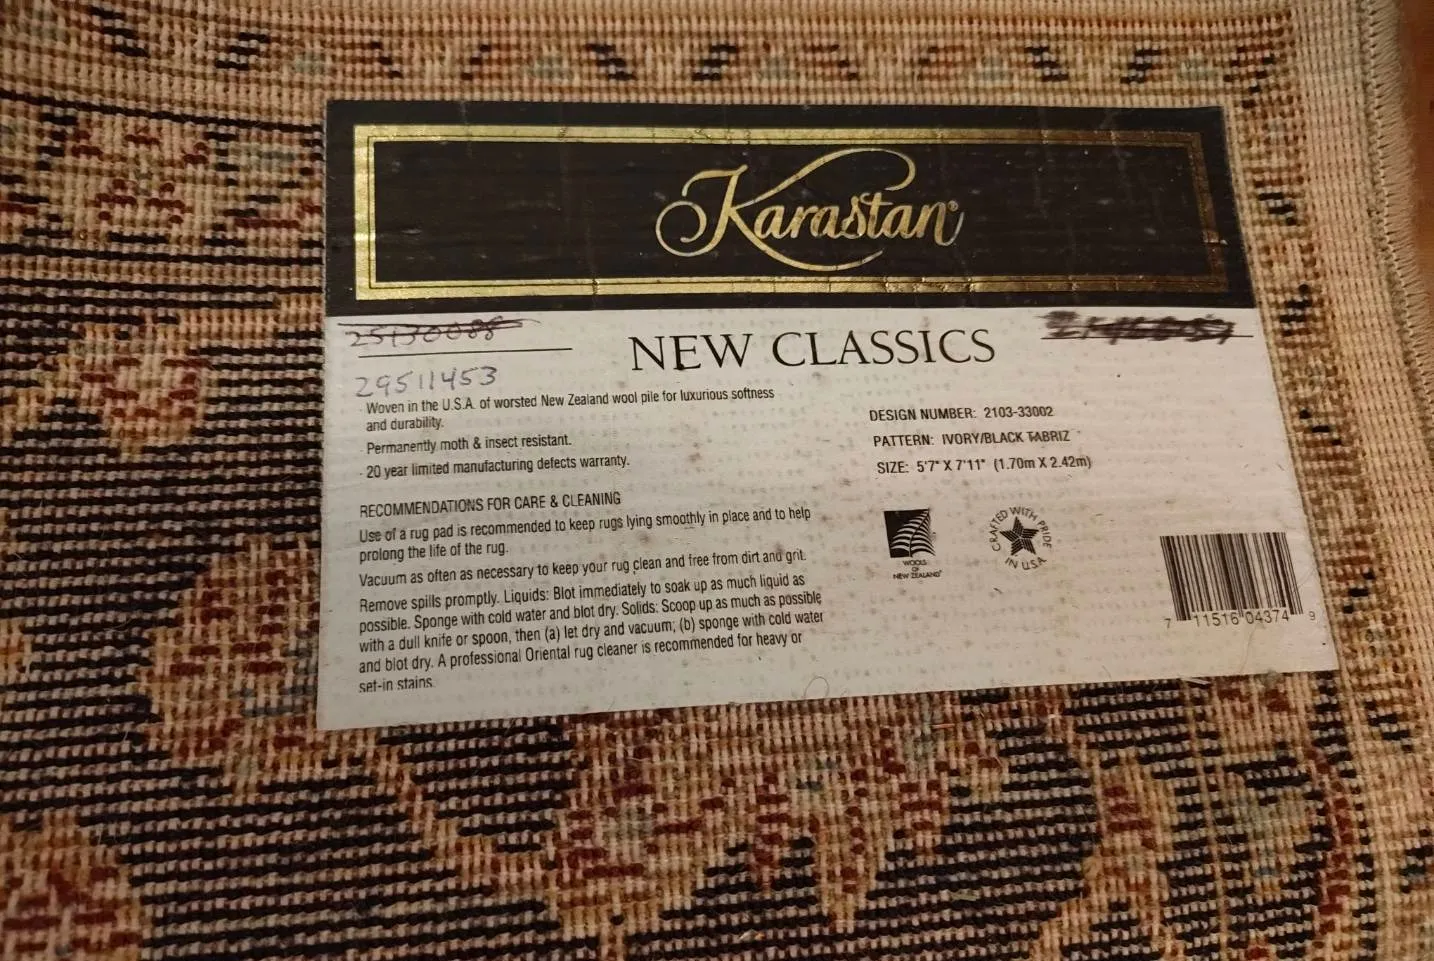 Karastan®
25130088
NEW CLASSICS
29511453
· Woven in the U.S.A. of worsted New Zealand wool pile for luxurious softness
and durability.
Permanently moth & insect resistant.
· 20 year limited manufacturing defects warranty.
DESIGN NUMBER: 2103-33002
PATTERN: IVORY/BLACK TABRIZ
SIZE: 5'7" X 7'11" (1.70m X 2.42m)
RECOMMENDATIONS FOR CARE & CLEANING
Use of a rug pad is recommended to keep rugs lying smoothly in place and to help
prolong the life of the rug.
Vacuum as often as necessary to keep your rug clean and free from dirt and grit.
Remove spills promptly. Liquids: Blot immediately to soak up as much liquid as
possible. Sponge with cold water and blot dry. Solids: Scoop up as much as possible
with a dull knife or spoon, then (a) let dry and vacuum; (b) sponge with cold water
and blot dry. A professional Oriental rug cleaner is recommended for heavy or
set-in stains.
WOOLS
OF
NEW ZEALAND
CRAFTED WITH PRIDE
IN U.S.A.
7 11516 04374 9